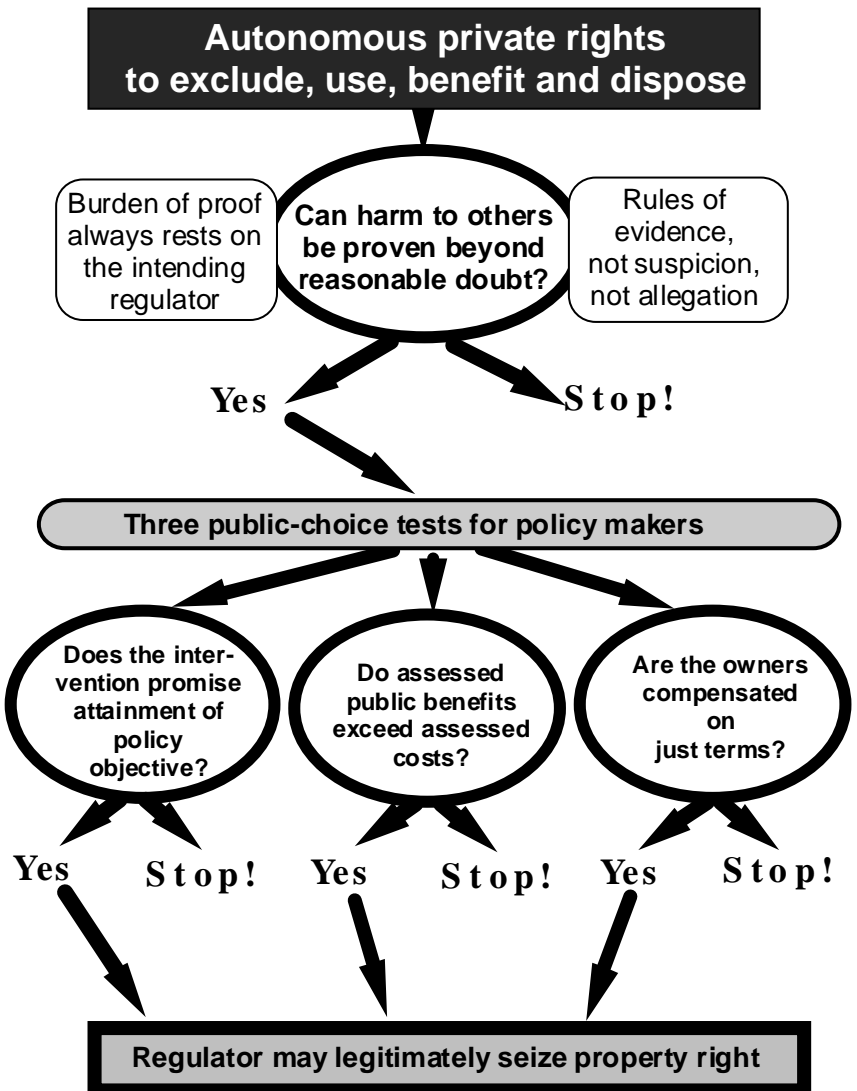 Autonomous private rights
to exclude, use, benefit and dispose
Burden of proof
always rests on
the intending
regulator
Can harm to others
be proven beyond
reasonable doubt?
Rules of
evidence,
not suspicion,
not allegation
Yes
Stop!
Three public-choice tests for policy makers
Does the inter-
vention promise
attainment of
policy
objective?
Do assessed
public benefits
exceed assessed
costs?
Are the owners
compensated
on
just terms?
Yes
Stop!
Yes
Stop!
Yes
Stop!
Regulator may legitimately seize property right